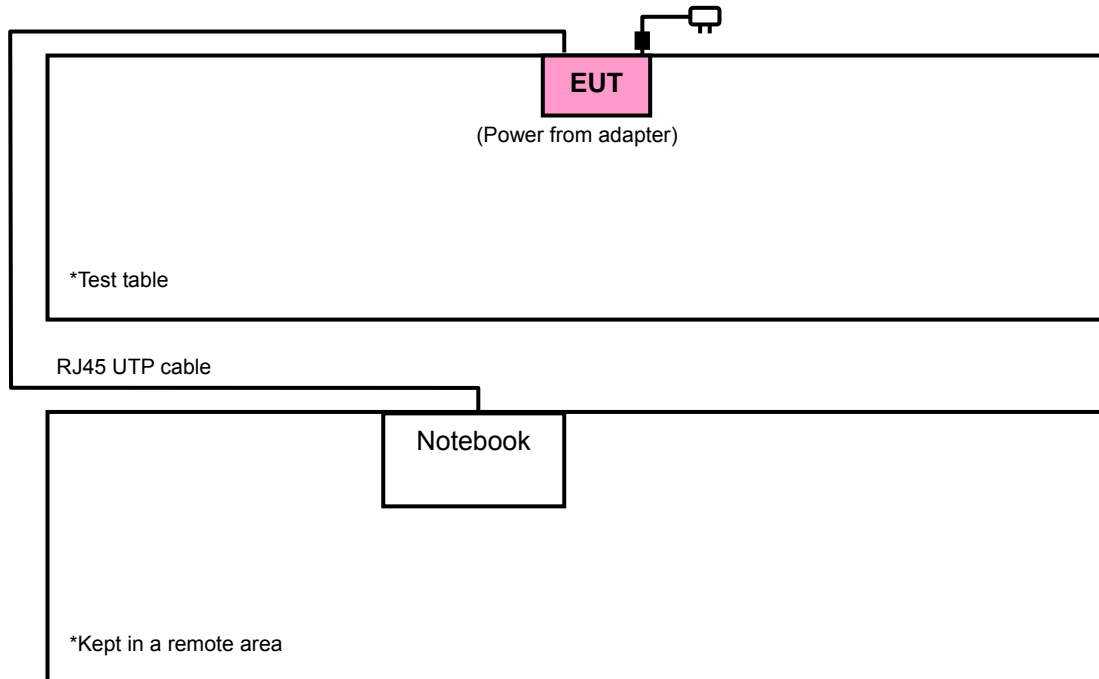 EUT
(Power from adapter)
*Test table
RJ45 UTP cable
Notebook
*Kept in a remote area